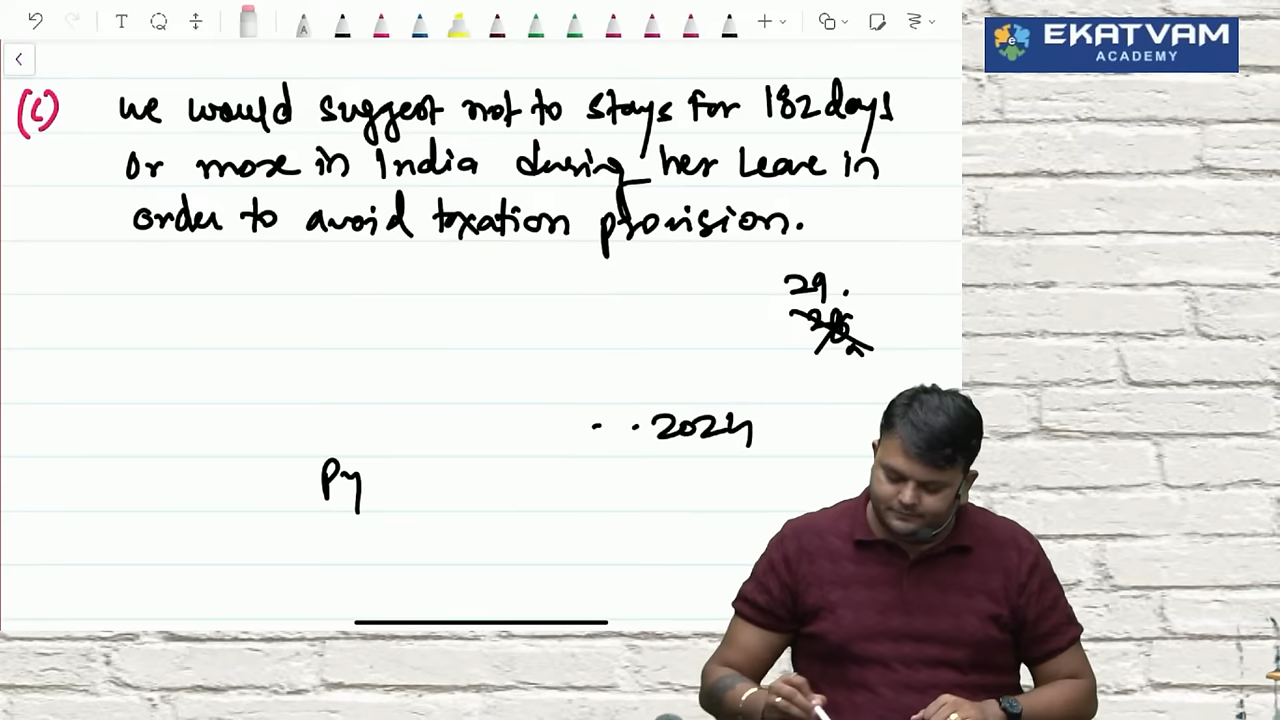 EKATVAM
ACADEMY
(c) we would suggest not to stays for 182 days
or more in India during her leave in
order to avoid taxation provision.
29.
..2024
Py